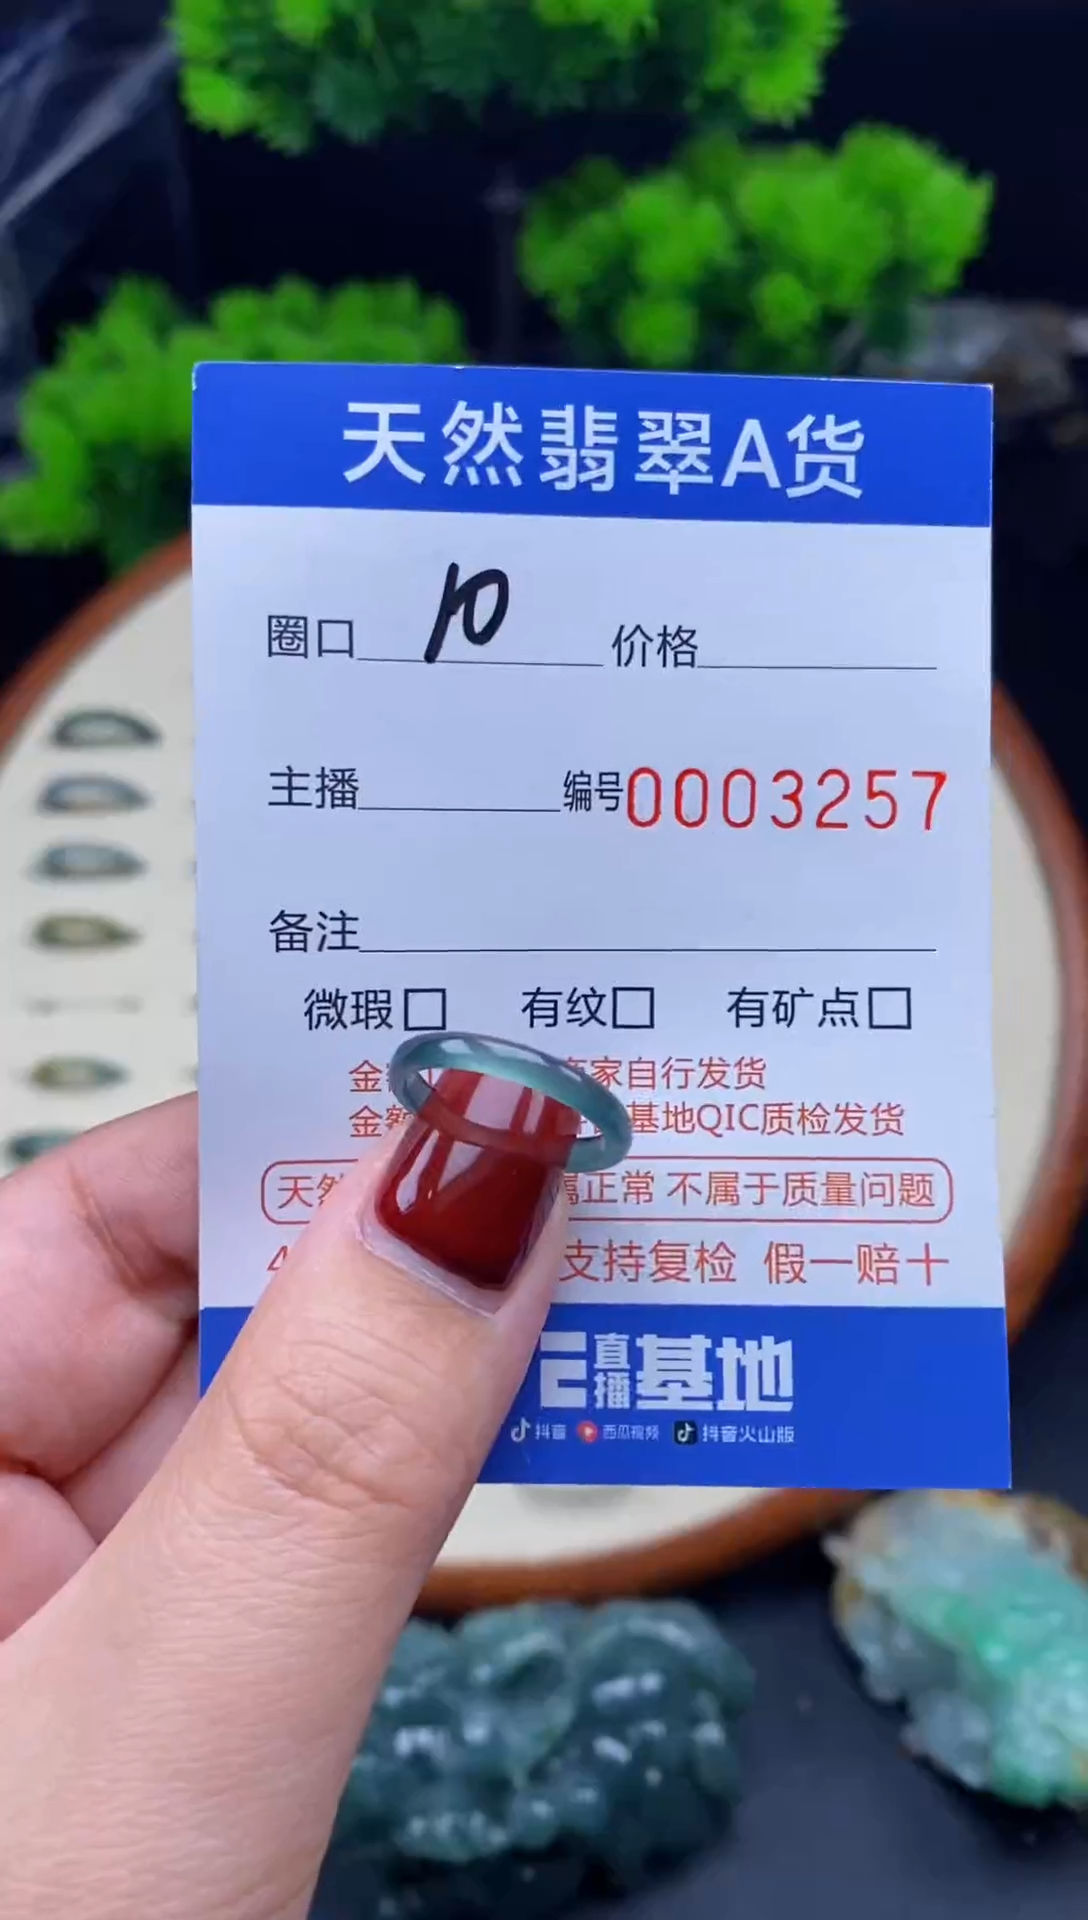 天然翡翠A货
圈口 10 价格
主播 编号0003257
备注
微瑕□ 有纹□ 有矿点□
金 家自行发货
金 基地QIC质检发货
天然 属正常 不属于质量问题
支持复检 假一赔十
直播基地
抖音 西瓜视频 抖音火山版